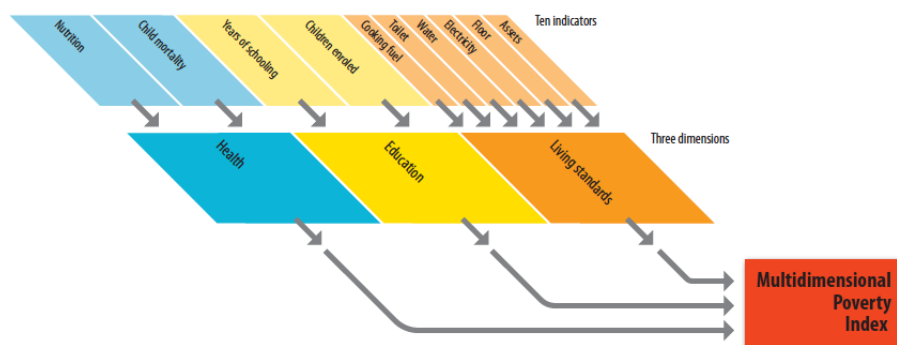 Ten indicators
Nutrition
Child mortality
Years of schooling
Children enroled
Cooking fuel
Toilet
Water
Electricity
Floor
Assets
Three dimensions
Health
Education
Living standards
Multidimensional
Poverty
Index